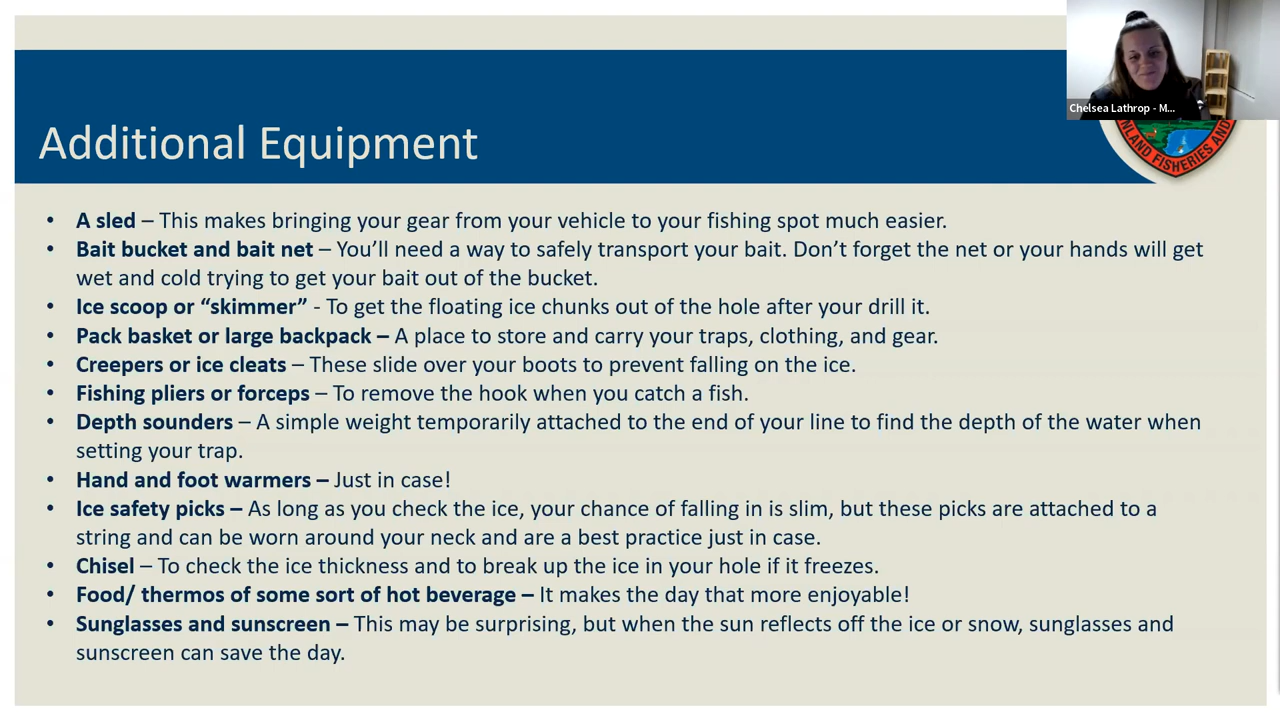 Chelsea Lathrop - M...
INLAND FISHERIES AND
Additional Equipment
• A sled – This makes bringing your gear from your vehicle to your fishing spot much easier.
• Bait bucket and bait net – You’ll need a way to safely transport your bait. Don’t forget the net or your hands will get
wet and cold trying to get your bait out of the bucket.
• Ice scoop or “skimmer” - To get the floating ice chunks out of the hole after your drill it.
• Pack basket or large backpack – A place to store and carry your traps, clothing, and gear.
• Creepers or ice cleats – These slide over your boots to prevent falling on the ice.
• Fishing pliers or forceps – To remove the hook when you catch a fish.
• Depth sounders – A simple weight temporarily attached to the end of your line to find the depth of the water when
setting your trap.
• Hand and foot warmers – Just in case!
• Ice safety picks – As long as you check the ice, your chance of falling in is slim, but these picks are attached to a
string and can be worn around your neck and are a best practice just in case.
• Chisel – To check the ice thickness and to break up the ice in your hole if it freezes.
• Food/ thermos of some sort of hot beverage – It makes the day that more enjoyable!
• Sunglasses and sunscreen – This may be surprising, but when the sun reflects off the ice or snow, sunglasses and
sunscreen can save the day.